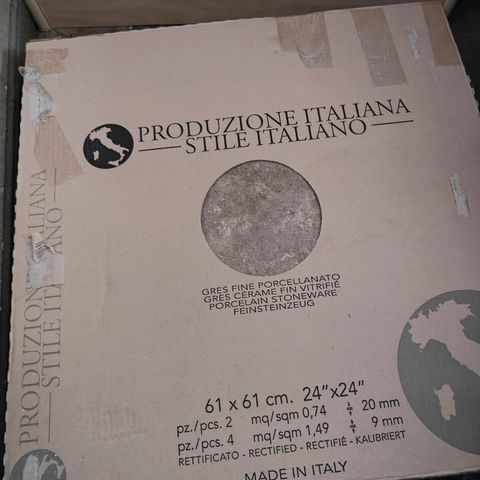 PRODUZIONE ITALIANA
STILE ITALIANO
PRODUZIONE ITALIANA
STILE ITALIANO
GRES FINE PORCELLANATO
GRÈS CÉRAME FIN VITRIFIÉ
PORCELAIN STONEWARE
FEINSTEINZEUG
61 x 61 cm. 24"x24"
pz./pcs. 2 mq/sqm 0,74 20 mm
pz./pcs. 4 mq/sqm 1,49 9 mm
RETTIFICATO - RECTIFIED - RECTIFIÉ - KALIBRIERT
MADE IN ITALY